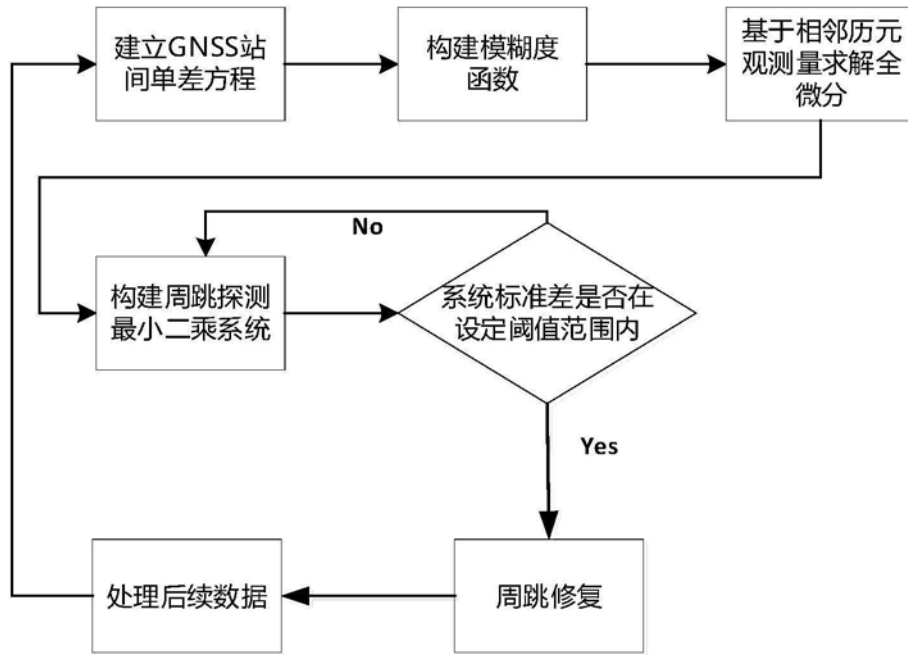 建立GNSS站
间单差方程
构建模糊度
函数
基于相邻历元
观测量求解全
微分
No
构建周跳探测
最小二乘系统
系统标准差是否在
设定阈值范围内
Yes
处理后续数据
周跳修复